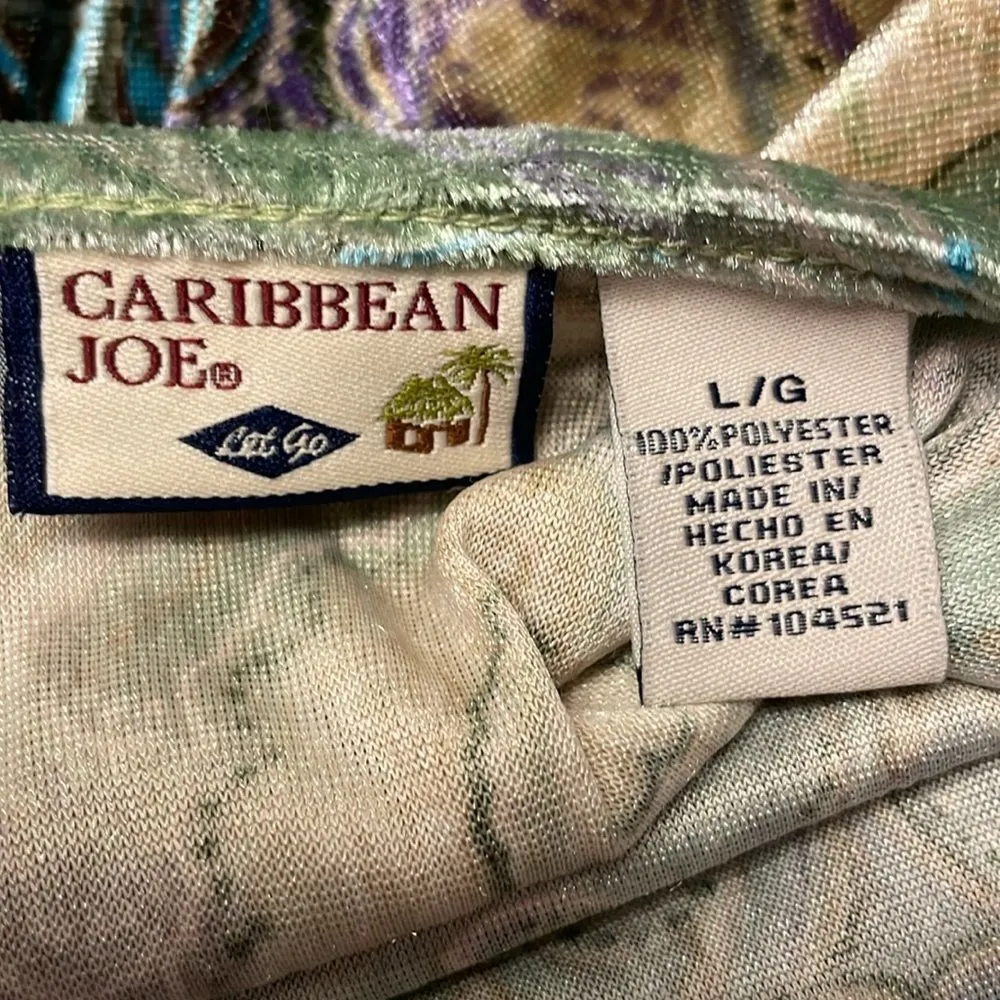 CARIBBEAN
JOE®
Let Go
L/G
100% POLYESTER
/POLIESTER
MADE IN/
HECHO EN
KOREA/
COREA
RN#104521